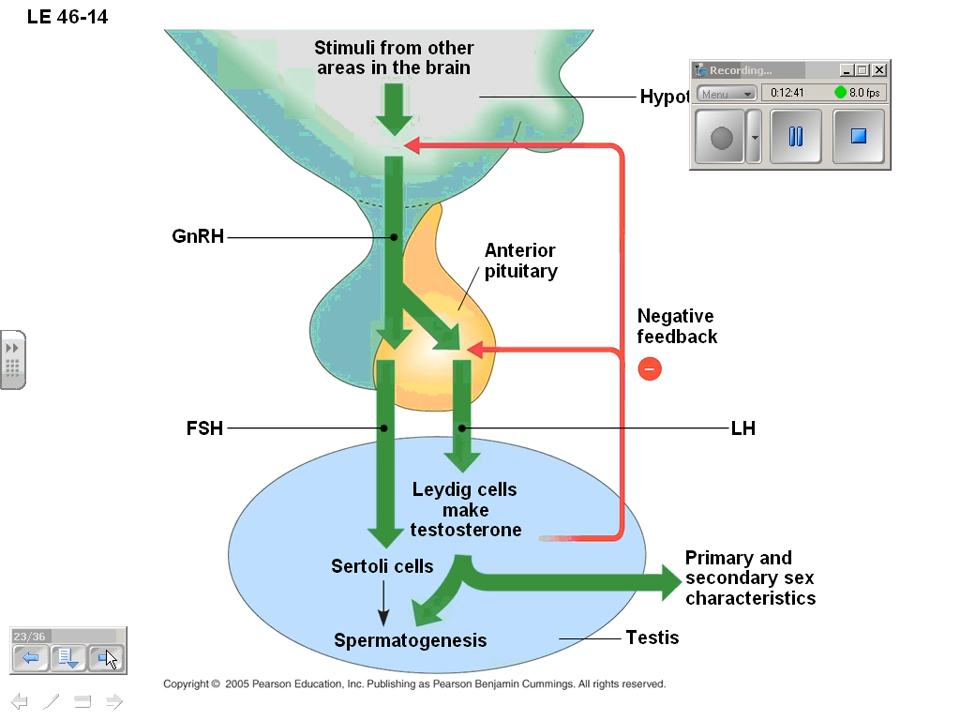 LE 46-14
Stimuli from other
areas in the brain
Hypot
Recording...
Menu
0:12:41
8.0 fps
GnRH
Anterior
pituitary
Negative
feedback
FSH
LH
Leydig cells
make
testosterone
Sertoli cells
Primary and
secondary sex
characteristics
Spermatogenesis
Testis
23/36
Copyright © 2005 Pearson Education, Inc. Publishing as Pearson Benjamin Cummings. All rights reserved.